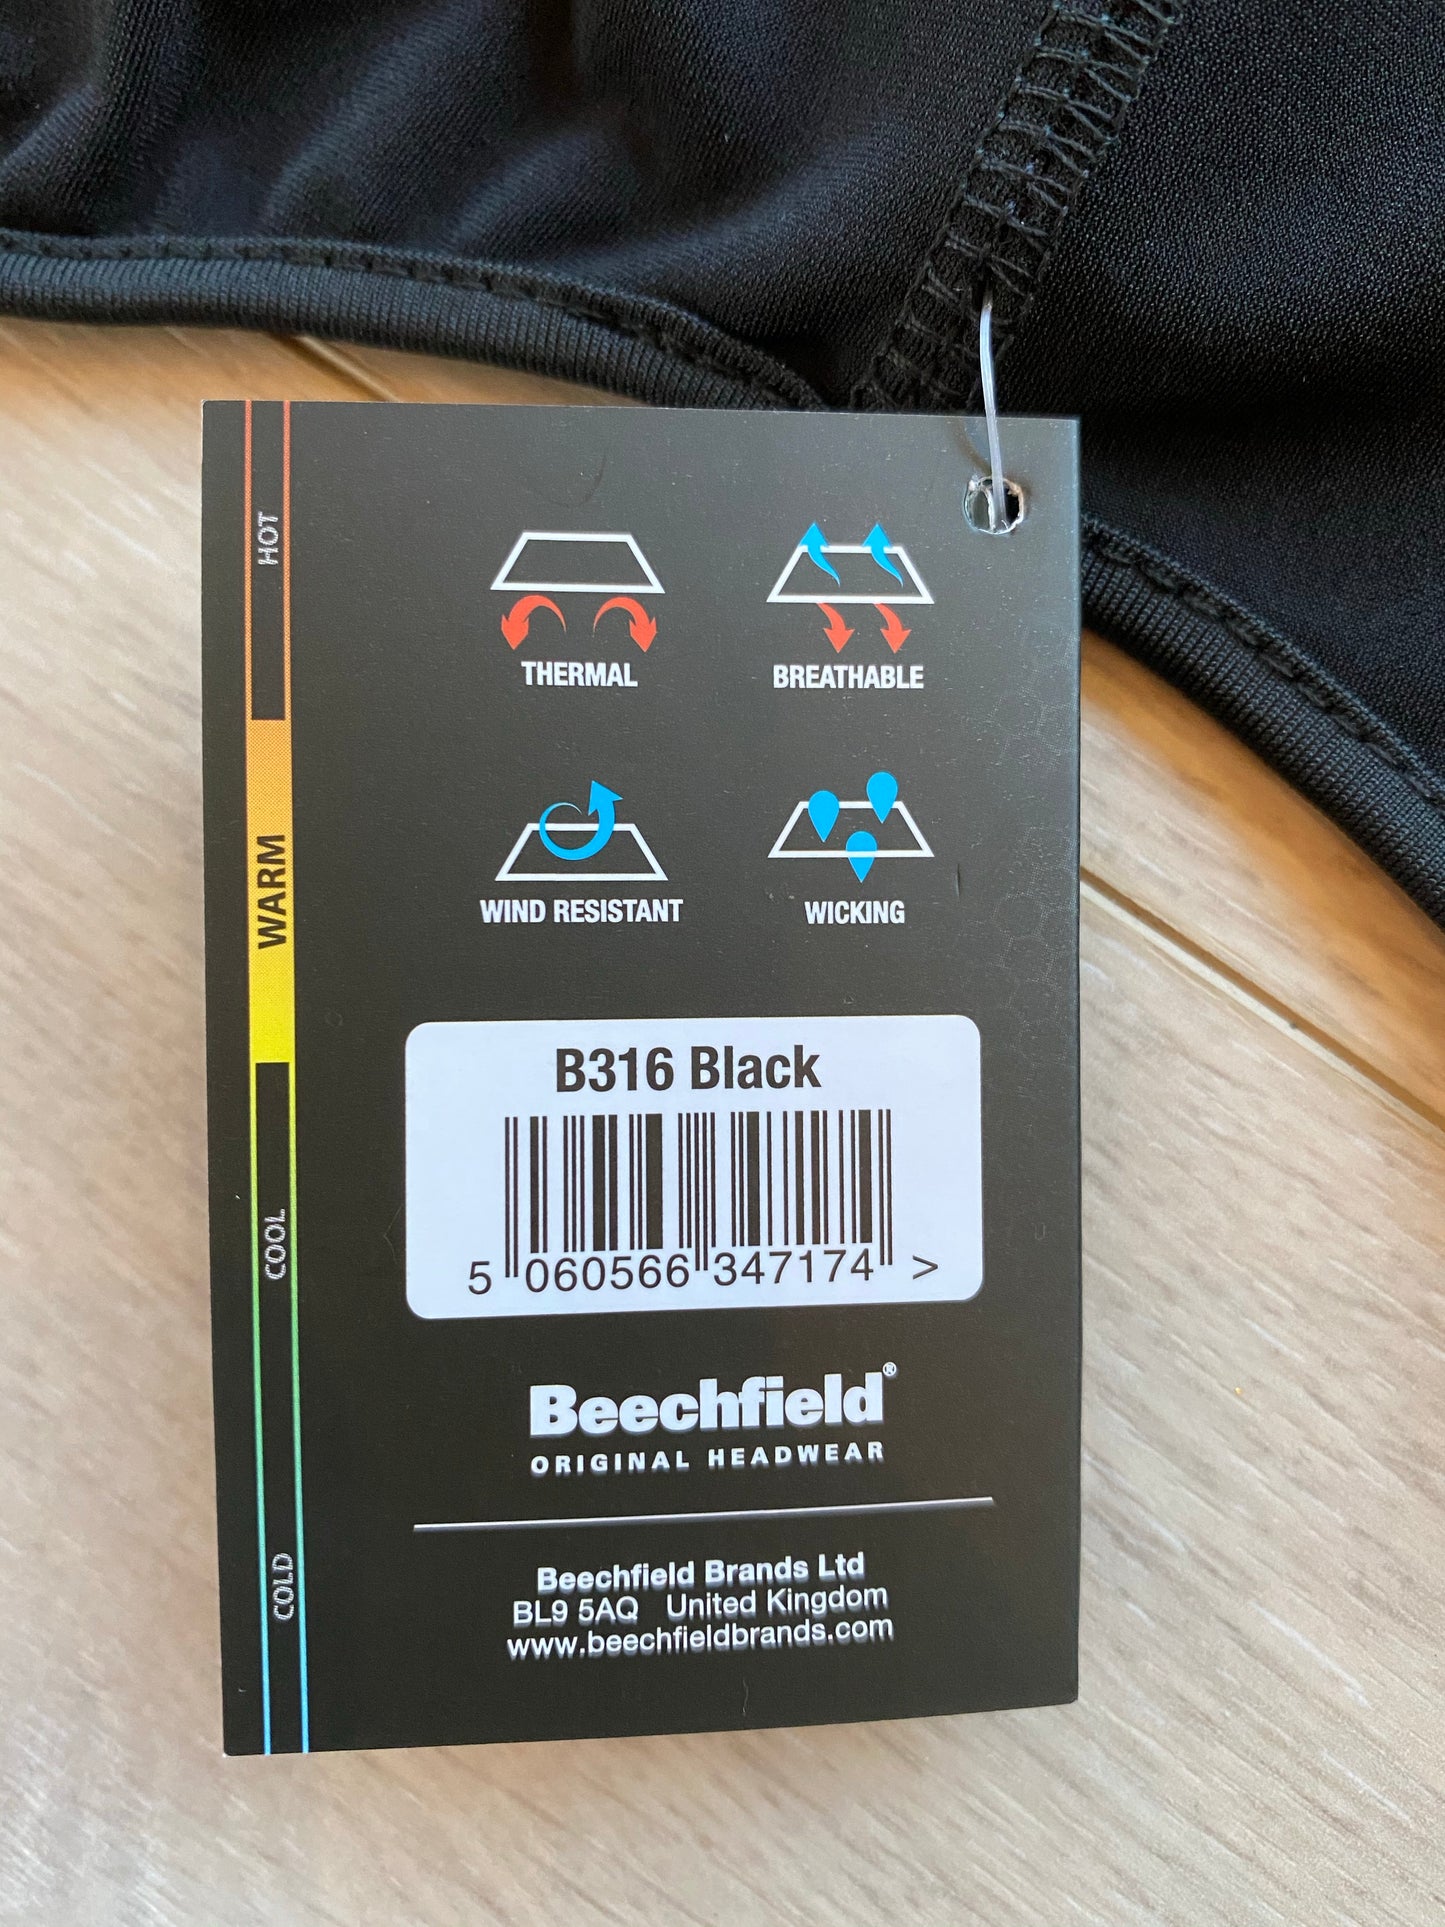 HOT
WARM
COOL
COLD
THERMAL
BREATHABLE
WIND RESISTANT
WICKING
B316 Black
5 060566 347174 >
Beechfield®
ORIGINAL HEADWEAR
Beechfield Brands Ltd
BL9 5AQ United Kingdom
www.beechfieldbrands.com